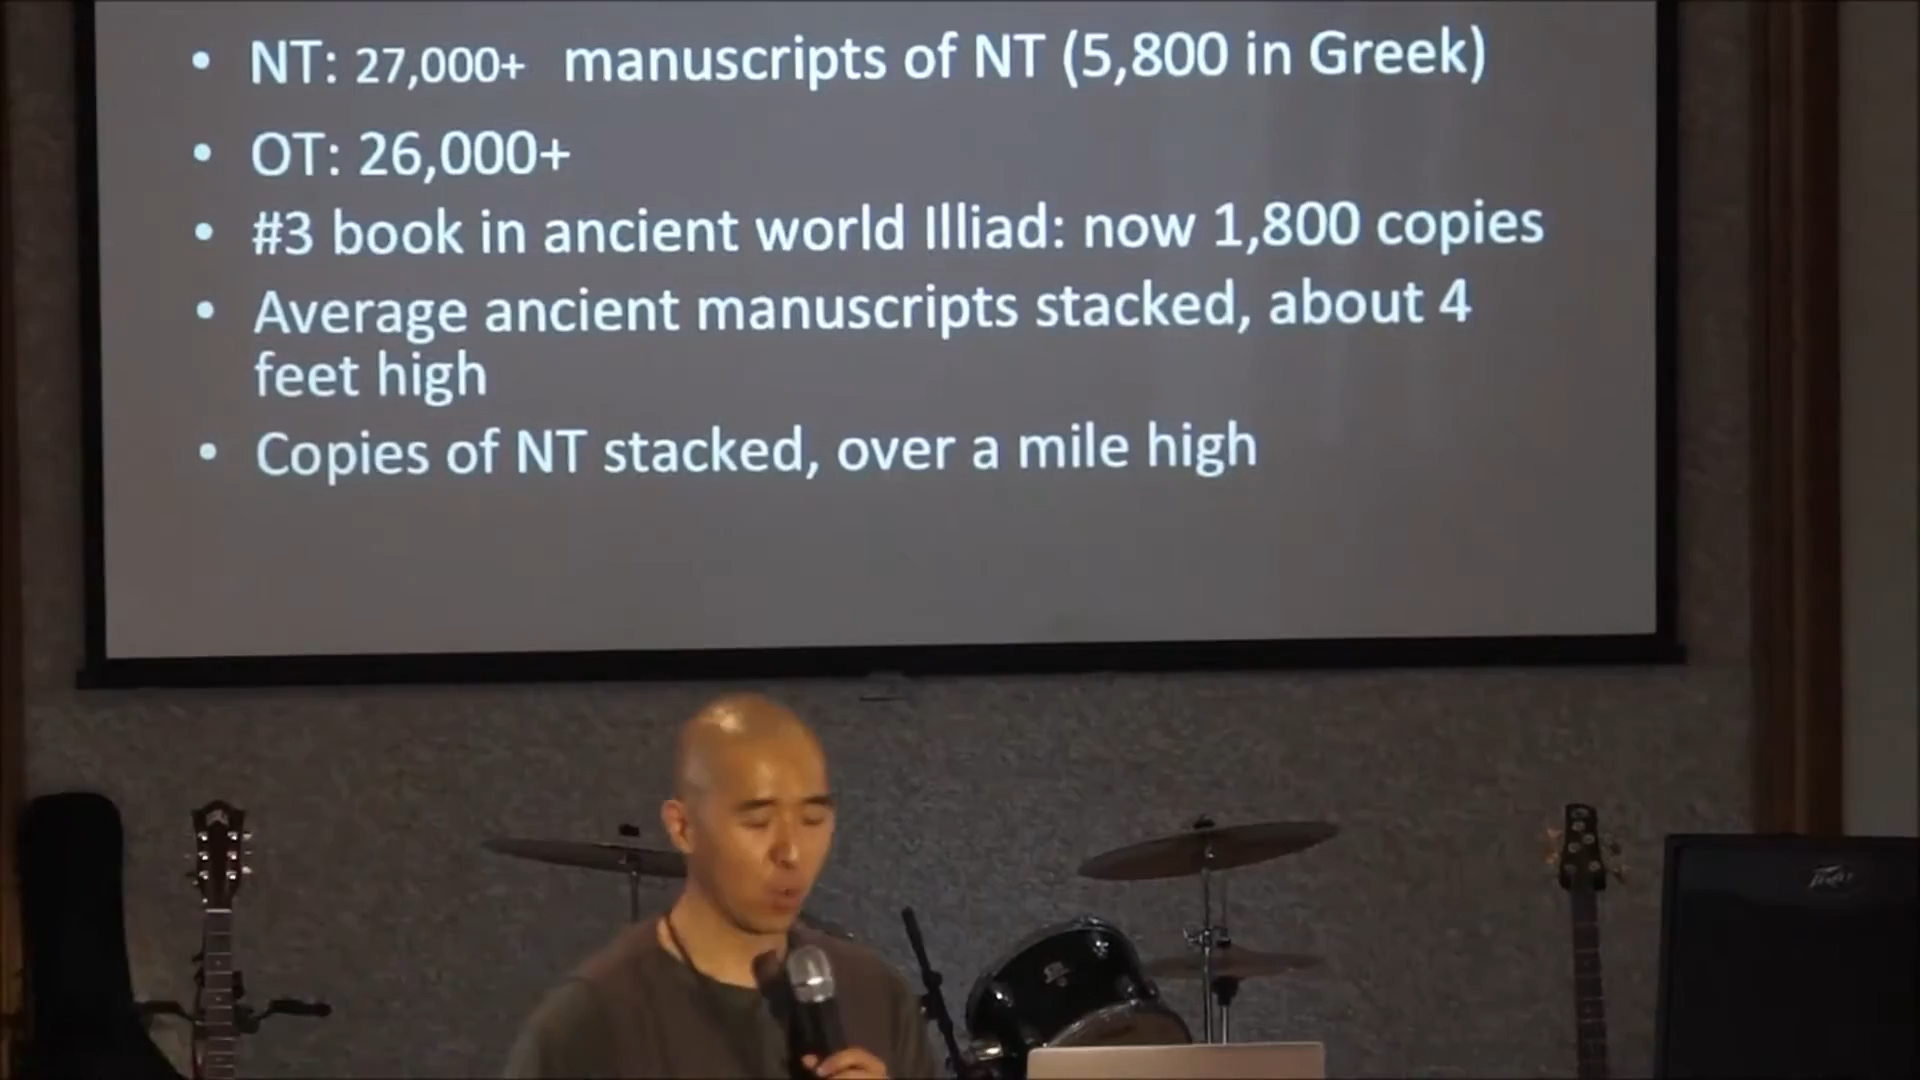 • NT: 27,000+ manuscripts of NT (5,800 in Greek)
• OT: 26,000+
• #3 book in ancient world Illiad: now 1,800 copies
• Average ancient manuscripts stacked, about 4
feet high
• Copies of NT stacked, over a mile high